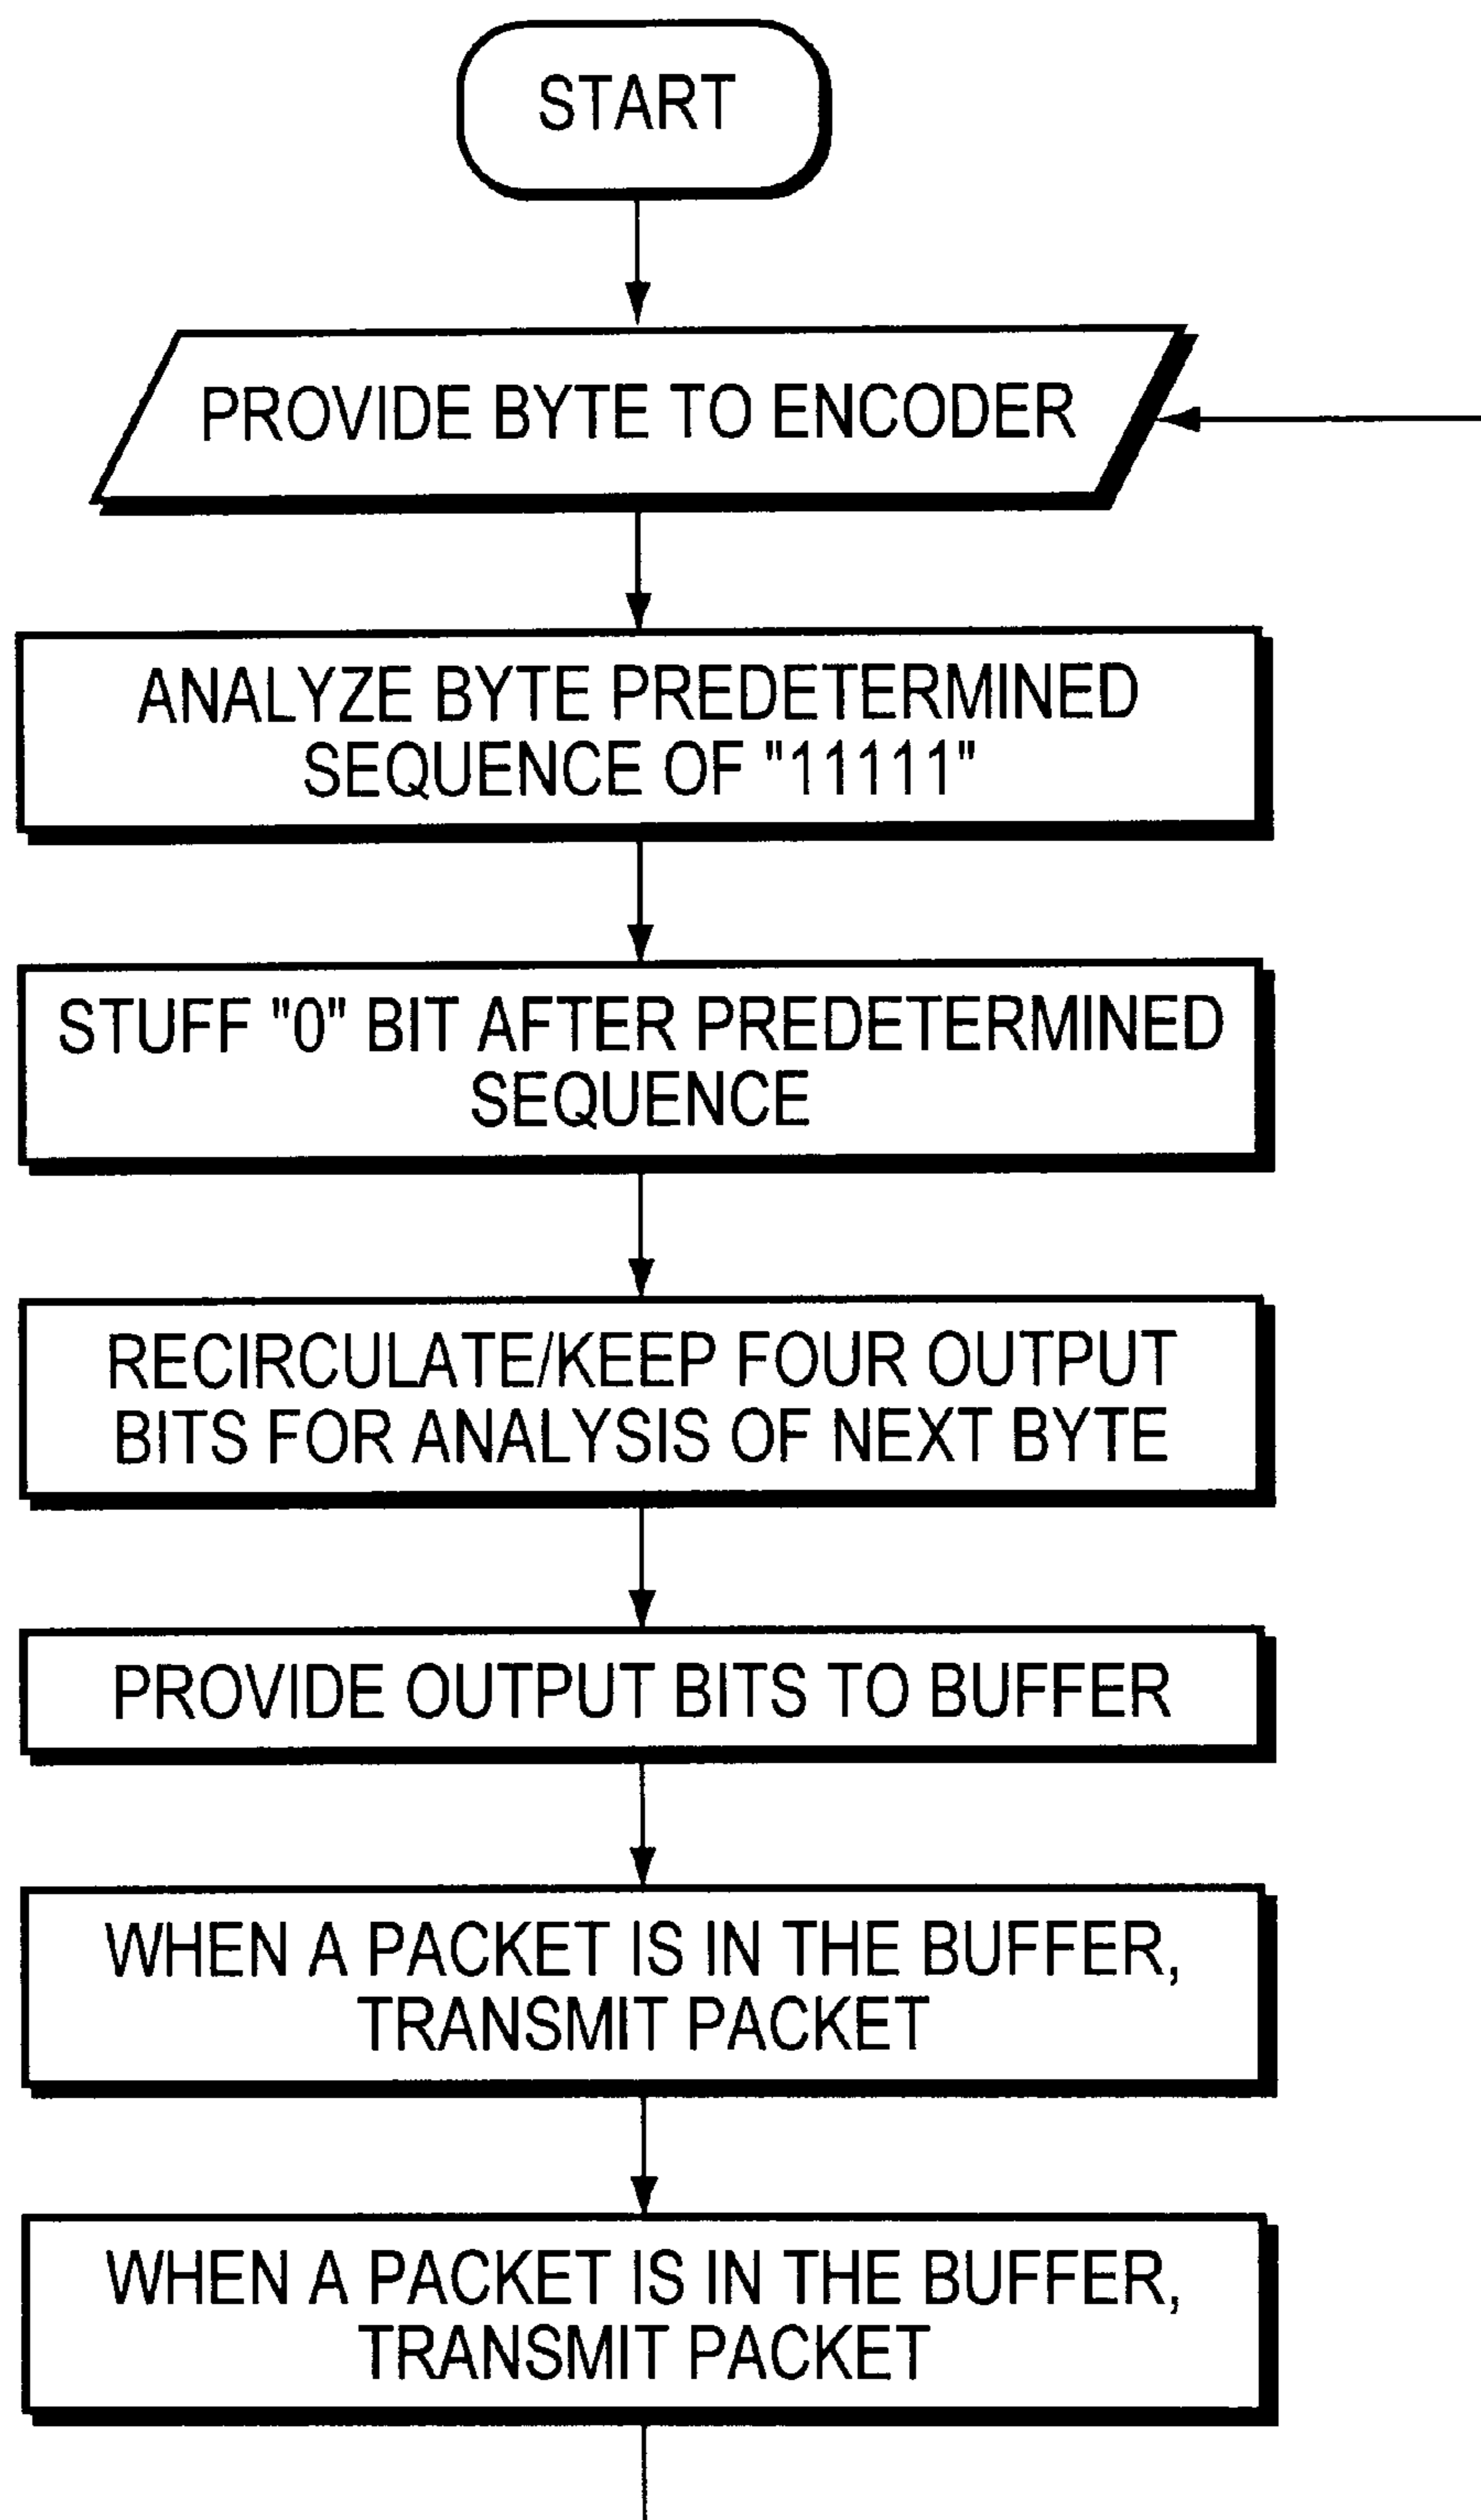 START
PROVIDE BYTE TO ENCODER
ANALYZE BYTE PREDETERMINED
SEQUENCE OF "11111"
STUFF "0" BIT AFTER PREDETERMINED
SEQUENCE
RECIRCULATE/KEEP FOUR OUTPUT
BITS FOR ANALYSIS OF NEXT BYTE
PROVIDE OUTPUT BITS TO BUFFER
WHEN A PACKET IS IN THE BUFFER,
TRANSMIT PACKET
WHEN A PACKET IS IN THE BUFFER,
TRANSMIT PACKET